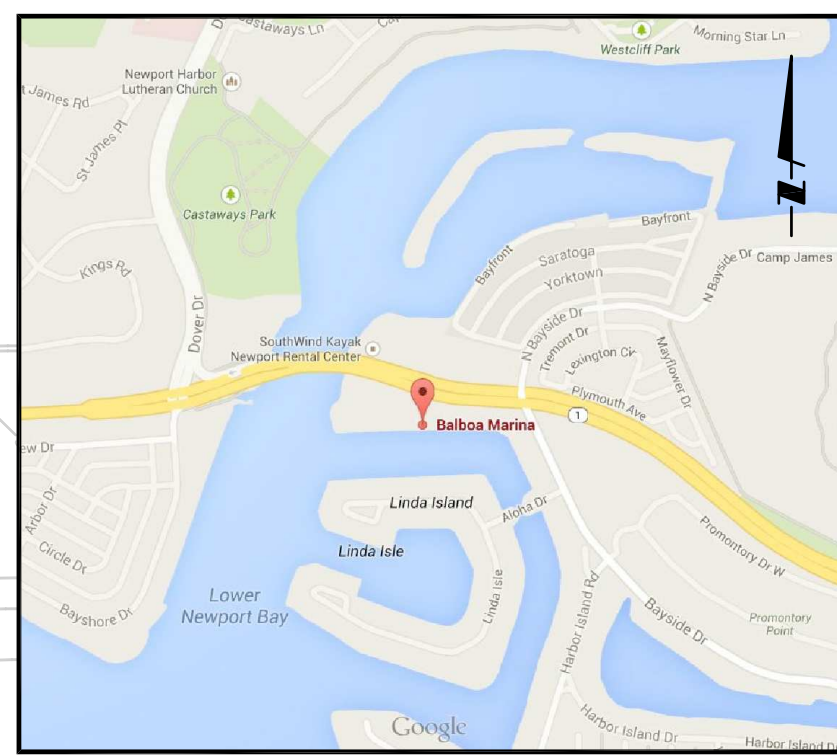 Castaways Ln
Westcliff Park
Morning Star Ln
Newport Harbor
Lutheran Church
t James Rd
St James Pl
Castaways Park
Kings Rd
Dover Dr
Bayfront
Bayfront
Saratoga
Yorktown
N Bayside Dr
N Bayside Dr
Camp James
Tremont Dr
Lexington Cir
Mayflower Dr
Plymouth Ave
SouthWind Kayak
Newport Rental Center
1
Balboa Marina
ew Dr
Arbor Dr
Circle Dr
Bayshore Dr
Linda Island
Aloha Dr
Linda Isle
Linda Isle
Lower
Newport Bay
Promontory Dr W
Promontory
Point
Bayside Dr
Harbor Island Rd
Harbor Island Dr
Harbor Island D
Google
N